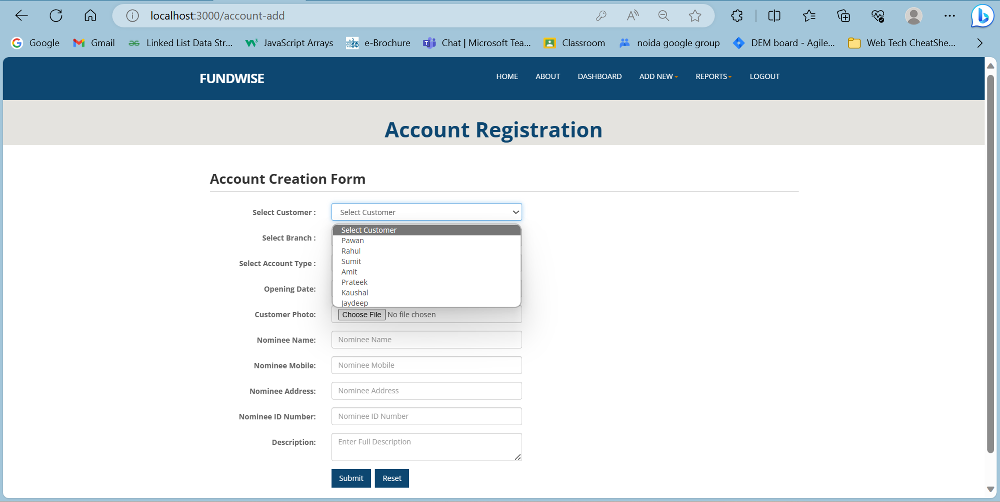 localhost:3000/account-add
Google Gmail Linked List Data Str... JavaScript Arrays e-Brochure Chat | Microsoft Tea... Classroom noida google group DEM board - Agile... Web Tech CheatShe...
FUNDWISE HOME ABOUT DASHBOARD ADD NEW REPORTS LOGOUT
Account Registration
Account Creation Form
Select Customer : Select Customer
Select Customer
Select Branch :
Pawan
Rahul
Select Account Type :
Sumit
Amit
Prateek
Opening Date:
Kaushal
Jaydeep
Customer Photo: Choose File No file chosen
Nominee Name: Nominee Name
Nominee Mobile: Nominee Mobile
Nominee Address: Nominee Address
Nominee ID Number: Nominee ID Number
Description: Enter Full Description
Submit Reset